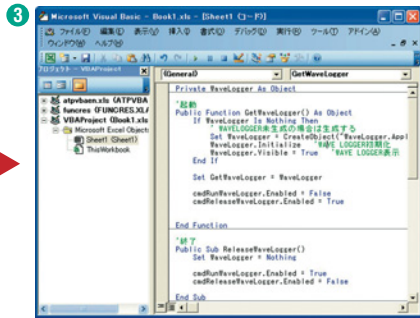 3
Microsoft Visual Basic - Book1.xls - [Sheet1 (コード)]
ファイル(F) 編集(E) 表示(V) 挿入(I) 書式(O) デバッグ(D) 実行(R) ツール(T) アドイン(A)
ウィンドウ(W) ヘルプ(H)
プロジェクト - VBAProject
(General)
GetWaveLogger
atpvbaen.xls (ATPVBA
funcres (FUNCRES.XLA
VBAProject (Book1.xls
Microsoft Excel Objects
Sheet1 (Sheet1)
ThisWorkbook
Private WaveLogger As Object
'起動
Public Function GetWaveLogger() As Object
If WaveLogger Is Nothing Then
' WAVELOGGER未生成の場合は生成する
Set WaveLogger = CreateObject("WaveLogger.Appl
WaveLogger.Initialize 'WAVE LOGGER初期化
WaveLogger.Visible = True 'WAVE LOGGER表示
End If
Set GetWaveLogger = WaveLogger
cmdRunWaveLogger.Enabled = False
cmdReleaseWaveLogger.Enabled = True
End Function
'終了
Public Sub ReleaseWaveLogger()
Set WaveLogger = Nothing
cmdRunWaveLogger.Enabled = True
cmdReleaseWaveLogger.Enabled = False
End Sub